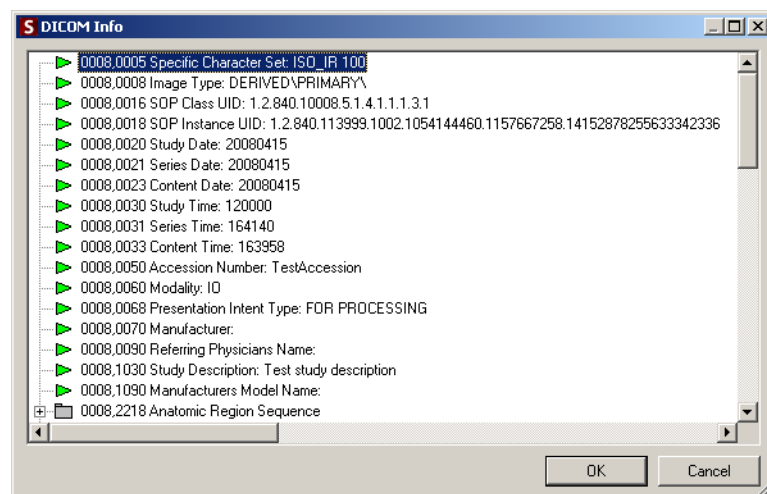 S DICOM Info
0008,0005 Specific Character Set: ISO_IR 100
0008,0008 Image Type: DERIVED\PRIMARY\
0008,0016 SOP Class UID: 1.2.840.10008.5.1.4.1.1.1.3.1
0008,0018 SOP Instance UID: 1.2.840.113999.1002.1054144460.1157667258.14152878255633342336
0008,0020 Study Date: 20080415
0008,0021 Series Date: 20080415
0008,0023 Content Date: 20080415
0008,0030 Study Time: 120000
0008,0031 Series Time: 164140
0008,0033 Content Time: 163958
0008,0050 Accession Number: TestAccession
0008,0060 Modality: IO
0008,0068 Presentation Intent Type: FOR PROCESSING
0008,0070 Manufacturer:
0008,0090 Referring Physicians Name:
0008,1030 Study Description: Test study description
0008,1090 Manufacturers Model Name:
0008,2218 Anatomic Region Sequence
OK Cancel